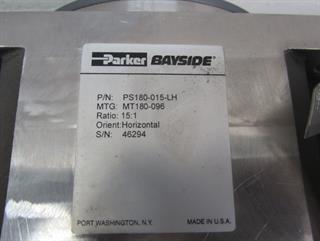 Parker BAYSIDE®
P/N: PS180-015-LH
MTG: MT180-096
Ratio: 15:1
Orient:Horizontal
S/N: 46294
PORT WASHINGTON, N.Y. MADE IN U.S.A.